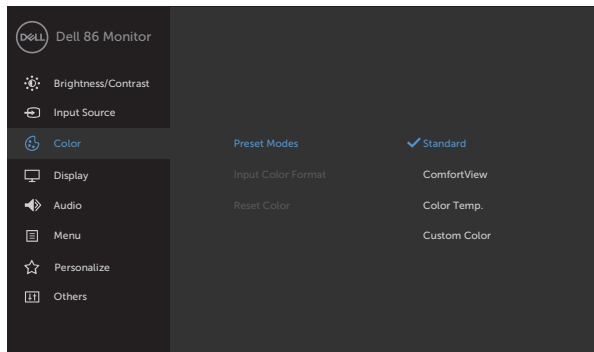 DELL Dell 86 Monitor
Brightness/Contrast
Input Source
Color Preset Modes Standard
Display Input Color Format ComfortView
Audio Reset Color Color Temp.
Menu Custom Color
Personalize
Others